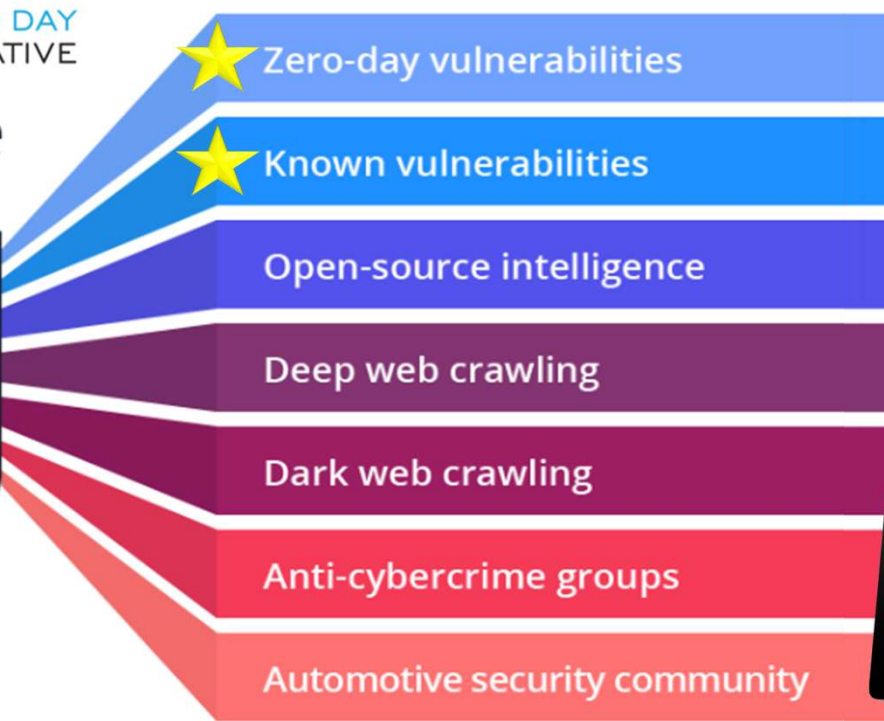 DAY
ATIVE
Zero-day vulnerabilities
Known vulnerabilities
Open-source intelligence
Deep web crawling
Dark web crawling
Anti-cybercrime groups
Automotive security community